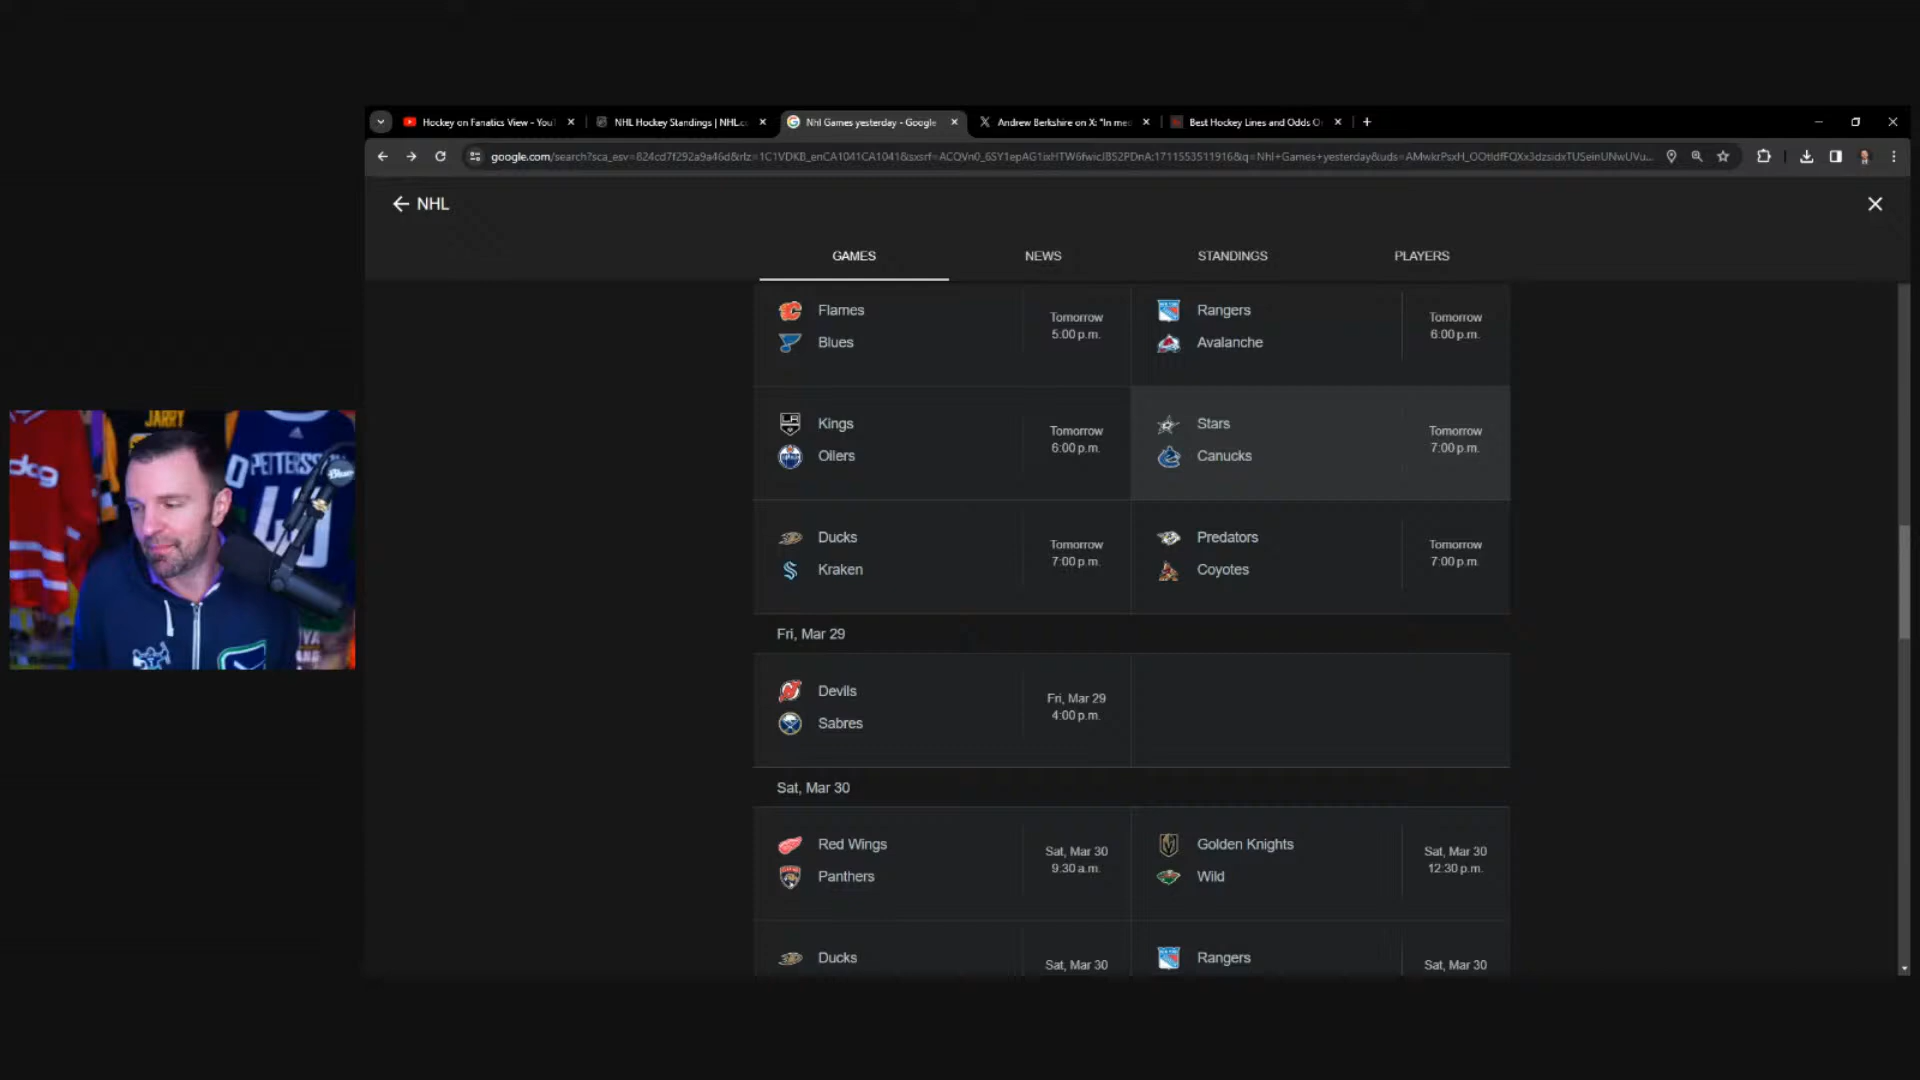 Hockey on Fanatics View - You
NHL Hockey Standings | NHL.c
Nhl Games yesterday - Google
Andrew Berkshire on X: "In me
Best Hockey Lines and Odds O
NHL
GAMES
NEWS
STANDINGS
PLAYERS
Flames
Blues
Tomorrow
5:00 p.m.
Rangers
Avalanche
Tomorrow
6:00 p.m.
Kings
Oilers
Tomorrow
6:00 p.m.
Stars
Canucks
Tomorrow
7:00 p.m.
Ducks
Kraken
Tomorrow
7:00 p.m.
Predators
Coyotes
Tomorrow
7:00 p.m.
Fri, Mar 29
Devils
Sabres
Fri, Mar 29
4:00 p.m.
Sat, Mar 30
Red Wings
Panthers
Sat, Mar 30
9:30 a.m.
Golden Knights
Wild
Sat, Mar 30
12:30 p.m.
Ducks
Sat, Mar 30
Rangers
Sat, Mar 30
JARRY
PETTERSS
40